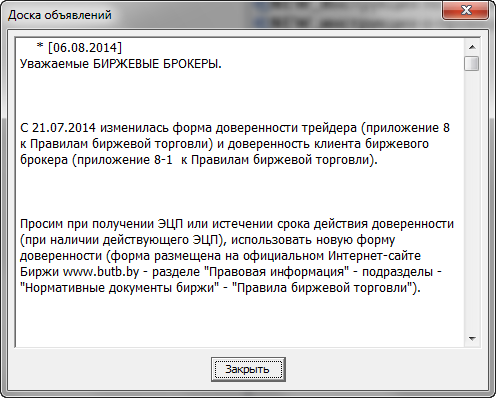 Доска объявлений
* [06.08.2014]
Уважаемые БИРЖЕВЫЕ БРОКЕРЫ.
С 21.07.2014 изменилась форма доверенности трейдера (приложение 8
к Правилам биржевой торговли) и доверенность клиента биржевого
брокера (приложение 8-1 к Правилам биржевой торговли).
Просим при получении ЭЦП или истечении срока действия доверенности
(при наличии действующего ЭЦП), использовать новую форму
доверенности (форма размещена на официальном Интернет-сайте
Биржи www.butb.by - разделе "Правовая информация" - подразделы -
"Нормативные документы биржи" - "Правила биржевой торговли").
Закрыть